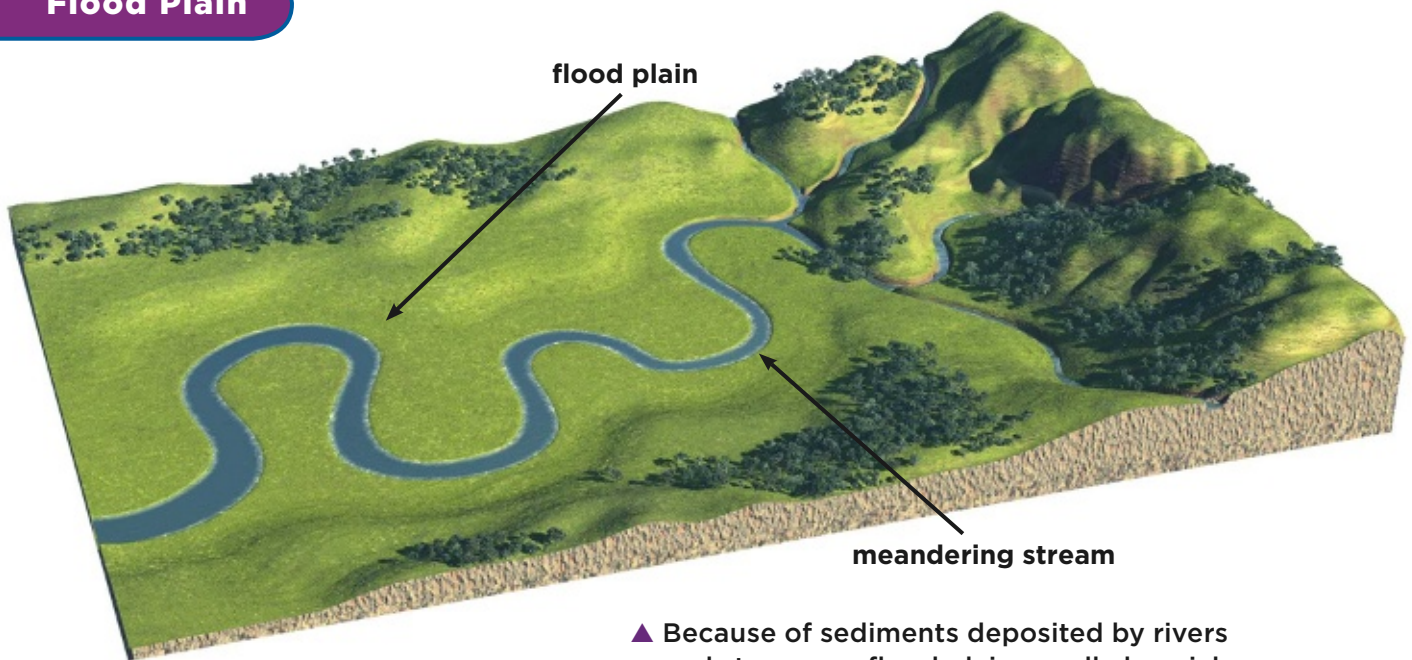 Flood Plain
flood plain
meandering stream
▲ Because of sediments deposited by rivers